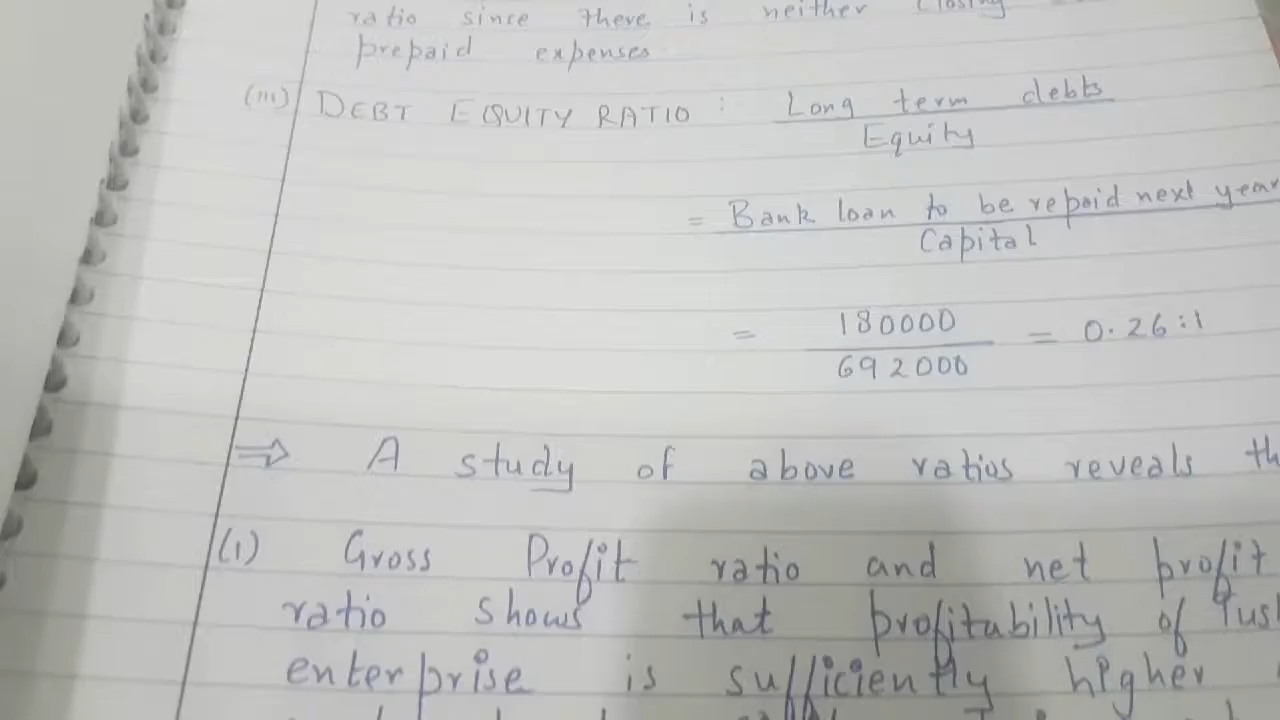 ratio since there is neither closing
prepaid expenses
(iii) DEBT EQUITY RATIO : Long term debts
Equity
= Bank loan to be repaid next year
Capital
= 180000 = 0.26:1
692000
⇒ A study of above ratios reveals th
(1) Gross Profit ratio and net profit
ratio shows that profitability of Tus
enterprise is sufficiently higher